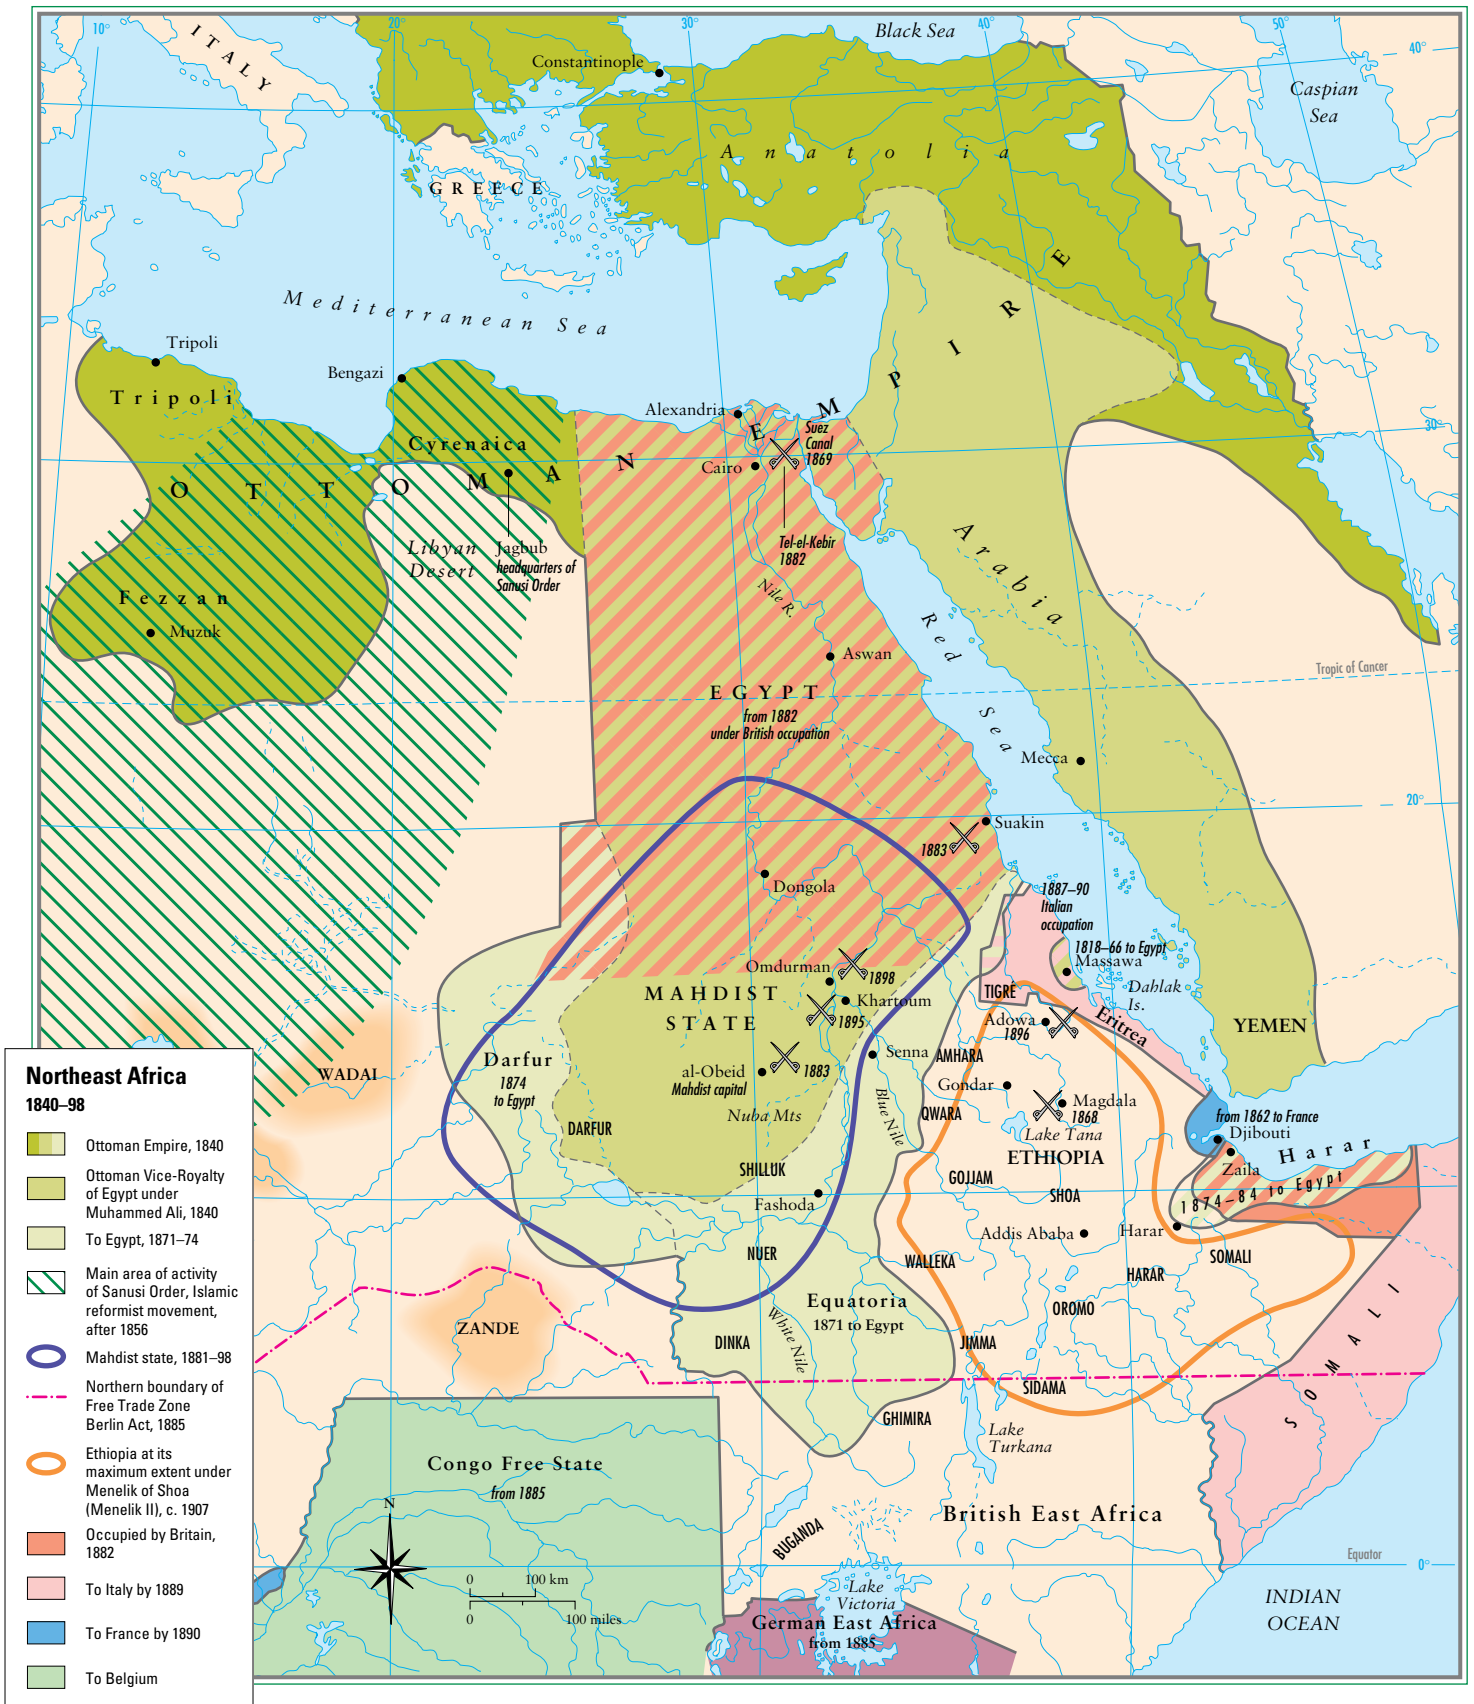 10°
20°
30°
40°
50°
40°
ITALY
Constantinople
Black Sea
Caspian
Sea
Anatolia
GREECE
Mediterranean Sea
OTTOMAN EMPIRE
Tripoli
Tripoli
Bengazi
Cyrenaica
Alexandria
Cairo
Suez
Canal
1869
30°
Tel-el-Kebir
1882
Libyan
Desert
Jagbub
headquarters of
Sanusi Order
Fezzan
Muzuk
Nile R.
Aswan
Arabia
Red Sea
Tropic of Cancer
EGYPT
from 1882
under British occupation
Mecca
20°
Suakin
1883
Dongola
1887–90
Italian
occupation
1818–66 to Egypt
Massawa
Dahlak
Is.
Omdurman
1898
MAHDIST
STATE
Khartoum
1895
TIGRE
Adowa
1896
Eritrea
YEMEN
Darfur
1874
to Egypt
Senna
AMHARA
al-Obeid
Mahdist capital
1883
Gondar
WADAI
Nuba Mts
Blue Nile
QWARA
Magdala
1868
Lake Tana
from 1862 to France
Djibouti
DARFUR
ETHIOPIA
Harar
Zaila
SHILLUK
GOJJAM
SHOA
1874–84 to Egypt
Fashoda
Addis Ababa
Harar
NUER
WALLEKA
SOMALI
HARAR
Equatoria
1871 to Egypt
OROMO
ZANDE
DINKA
White Nile
JIMMA
SOMALI
SIDAMA
GHIMIRA
Lake
Turkana
Congo Free State
from 1885
N
British East Africa
BUGANDA
Equator
0°
0 100 km
0 100 miles
Lake
Victoria
INDIAN
OCEAN
German East Africa
from 1885
Northeast Africa
1840–98
Ottoman Empire, 1840
Ottoman Vice-Royalty
of Egypt under
Muhammed Ali, 1840
To Egypt, 1871–74
Main area of activity
of Sanusi Order, Islamic
reformist movement,
after 1856
Mahdist state, 1881–98
Northern boundary of
Free Trade Zone
Berlin Act, 1885
Ethiopia at its
maximum extent under
Menelik of Shoa
(Menelik II), c. 1907
Occupied by Britain,
1882
To Italy by 1889
To France by 1890
To Belgium